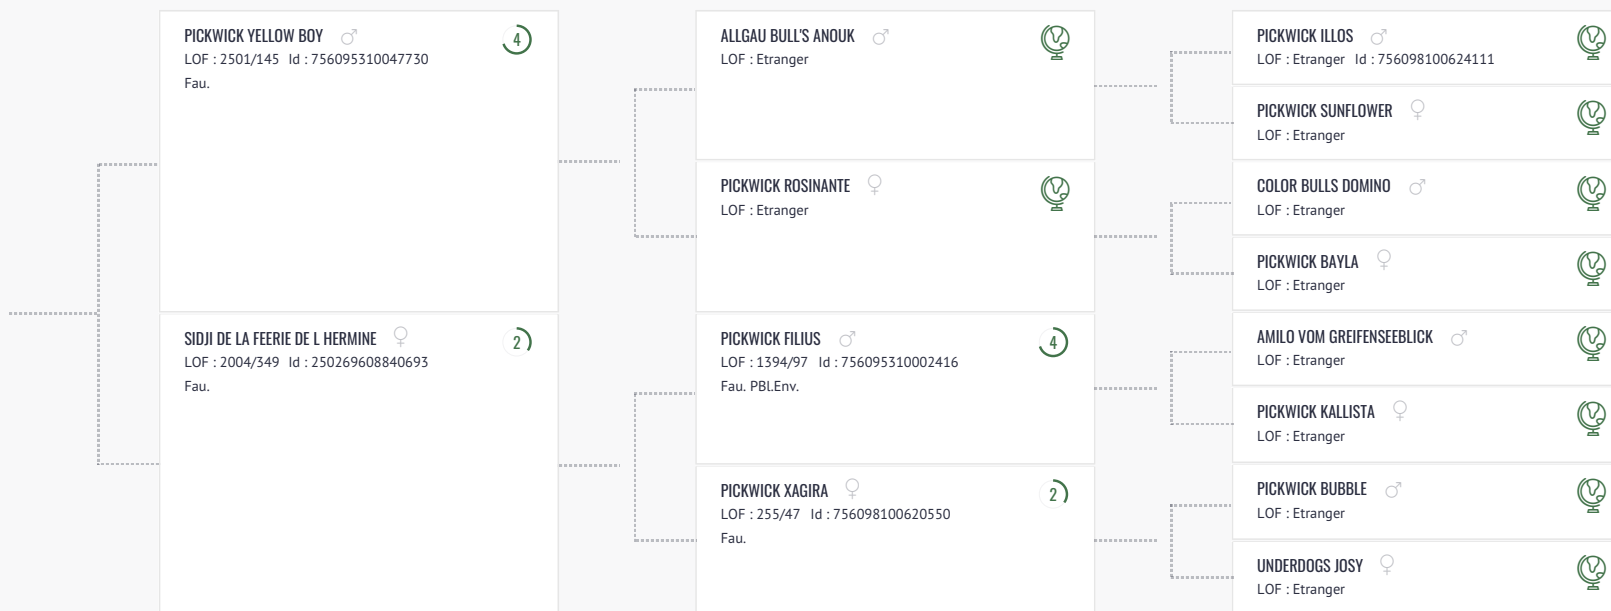 PICKWICK YELLOW BOY
4
LOF : 2501/145 Id : 756095310047730
Fau.
SIDJI DE LA FEERIE DE L HERMINE
2
LOF : 2004/349 Id : 250269608840693
Fau.
ALLGAU BULL'S ANOUK
LOF : Etranger
PICKWICK ROSINANTE
LOF : Etranger
PICKWICK FILIUS
4
LOF : 1394/97 Id : 756095310002416
Fau. PBl.Env.
PICKWICK XAGIRA
2
LOF : 255/47 Id : 756098100620550
Fau.
PICKWICK ILLOS
LOF : Etranger Id : 756098100624111
PICKWICK SUNFLOWER
LOF : Etranger
COLOR BULLS DOMINO
LOF : Etranger
PICKWICK BAYLA
LOF : Etranger
AMILO VOM GREIFENSEEBLICK
LOF : Etranger
PICKWICK KALLISTA
LOF : Etranger
PICKWICK BUBBLE
LOF : Etranger
UNDERDOGS JOSY
LOF : Etranger